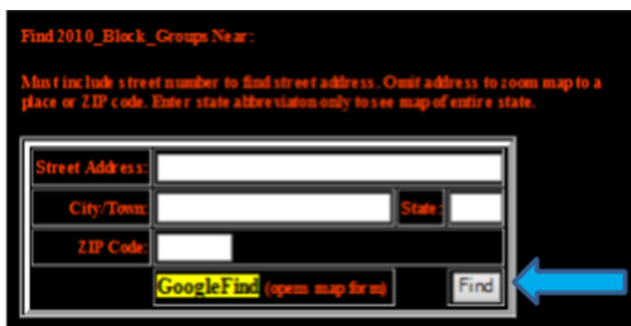 Find 2010_Block_Groups Near:
Must include street number to find street address. Omit address to zoom map to a
place or ZIP code. Enter state abbreviaton only to see map of entire state.
Street Address:
City/Town: State:
ZIP Code:
GoogleFind (opens map form) Find